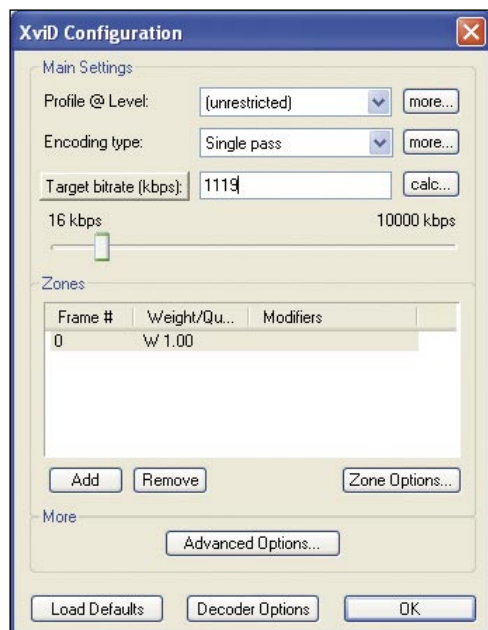 XviD Configuration
Main Settings
Profile @ Level: (unrestricted) more...
Encoding type: Single pass more...
Target bitrate (kbps): 1119 calc...
16 kbps 10000 kbps
Zones
Frame # Weight/Qu... Modifiers
0 W 1.00
Add Remove Zone Options...
More
Advanced Options...
Load Defaults Decoder Options OK